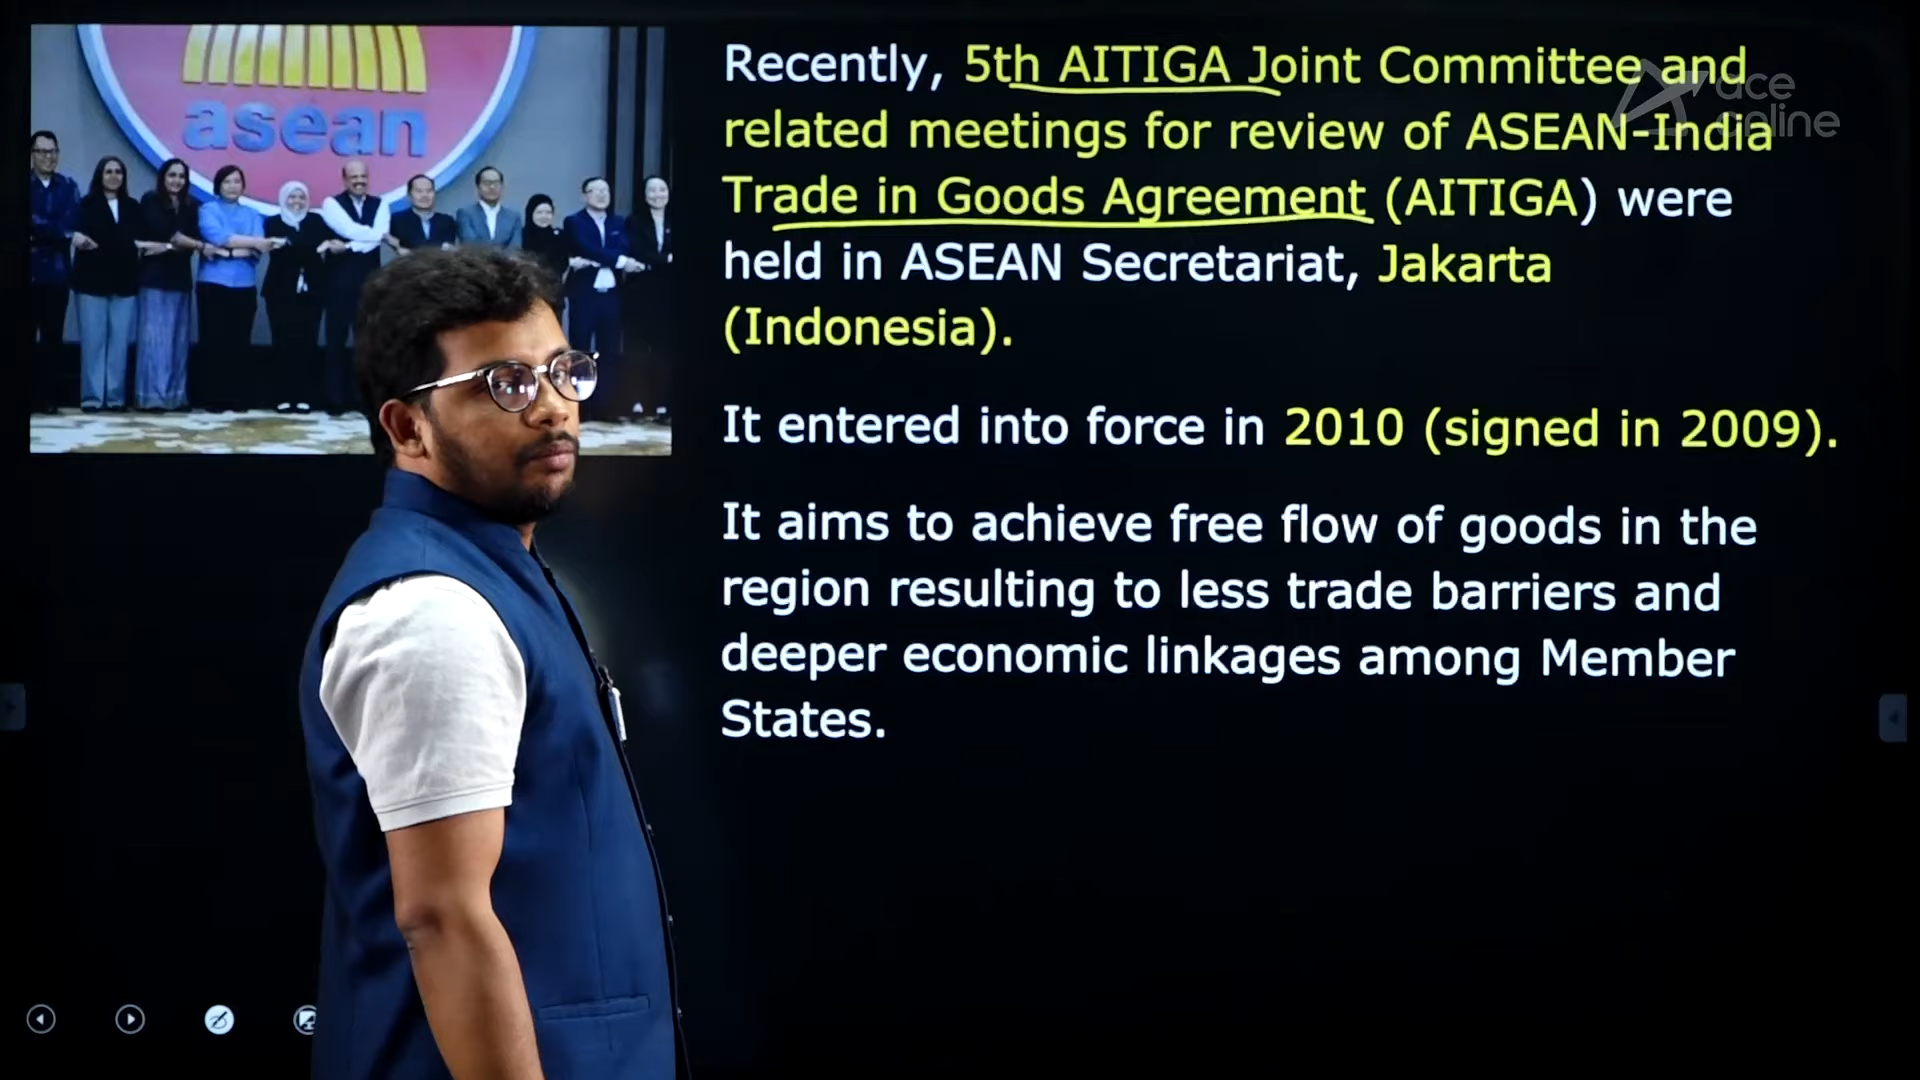 asean
ace
online
Recently, 5th AITIGA Joint Committee and
related meetings for review of ASEAN-India
Trade in Goods Agreement (AITIGA) were
held in ASEAN Secretariat, Jakarta
(Indonesia).
It entered into force in 2010 (signed in 2009).
It aims to achieve free flow of goods in the
region resulting to less trade barriers and
deeper economic linkages among Member
States.